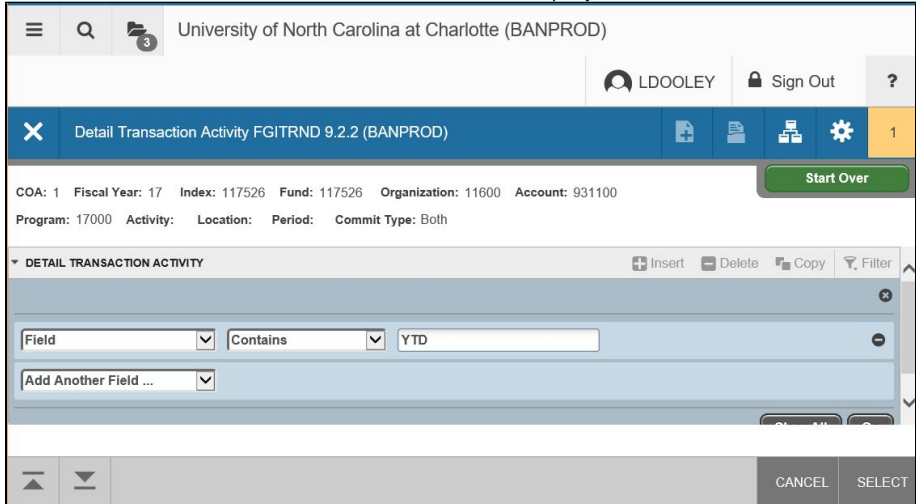 University of North Carolina at Charlotte (BANPROD)
3
LDOOLEY Sign Out ?
Detail Transaction Activity FGITRND 9.2.2 (BANPROD) 1
Start Over
COA: 1 Fiscal Year: 17 Index: 117526 Fund: 117526 Organization: 11600 Account: 931100
Program: 17000 Activity: Location: Period: Commit Type: Both
DETAIL TRANSACTION ACTIVITY Insert Delete Copy Filter
Field Contains YTD
Add Another Field ...
CANCEL SELECT